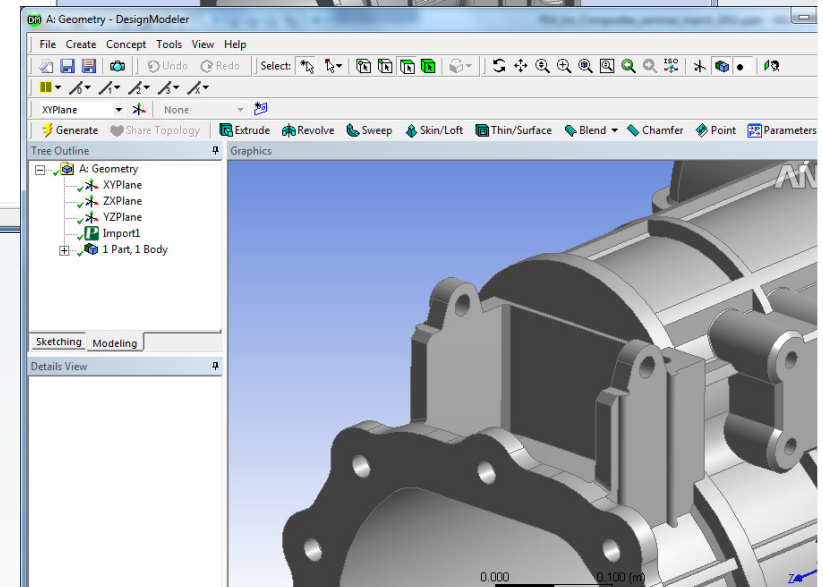 A: Geometry - DesignModeler
File Create Concept Tools View Help
Undo Redo Select:
XYPlane None
Generate Share Topology Extrude Revolve Sweep Skin/Loft Thin/Surface Blend Chamfer Point Parameters
Tree Outline Graphics
A: Geometry
XYPlane
ZXPlane
YZPlane
Import1
1 Part, 1 Body
Sketching Modeling
Details View
AN
0.000 0.100 (m)
Z